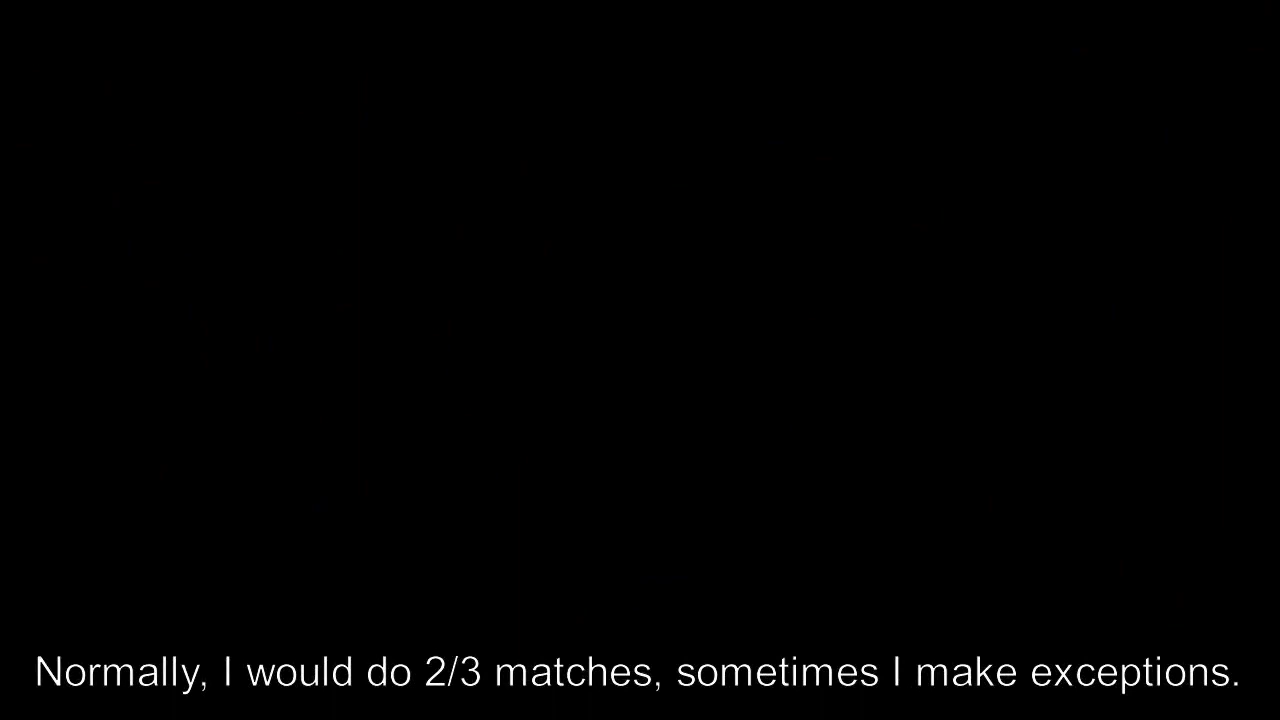 Normally, I would do 2/3 matches, sometimes I make exceptions.